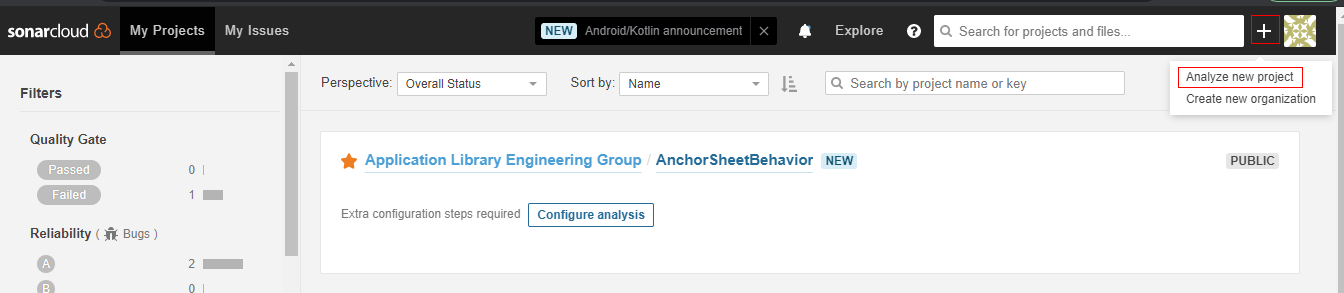 sonarcloud My Projects My Issues NEW Android/Kotlin announcement Explore Search for projects and files...
Analyze new project
Create new organization
Filters
Perspective: Overall Status Sort by: Name Search by project name or key
Quality Gate
Passed 0
Failed 1
Reliability ( Bugs )
A 2
B 0
Application Library Engineering Group / AnchorSheetBehavior NEW PUBLIC
Extra configuration steps required Configure analysis